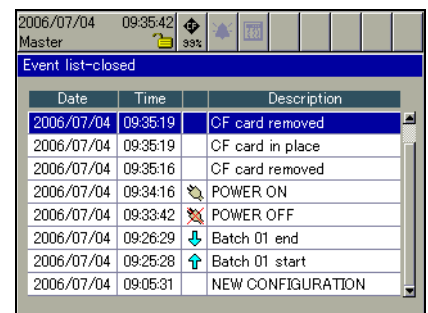 2006/07/04 09:35:42
Master 99%
Event list-closed
Date Time Description
2006/07/04 09:35:19 CF card removed
2006/07/04 09:35:19 CF card in place
2006/07/04 09:35:16 CF card removed
2006/07/04 09:34:16 POWER ON
2006/07/04 09:33:42 POWER OFF
2006/07/04 09:26:29 Batch 01 end
2006/07/04 09:25:28 Batch 01 start
2006/07/04 09:05:31 NEW CONFIGURATION